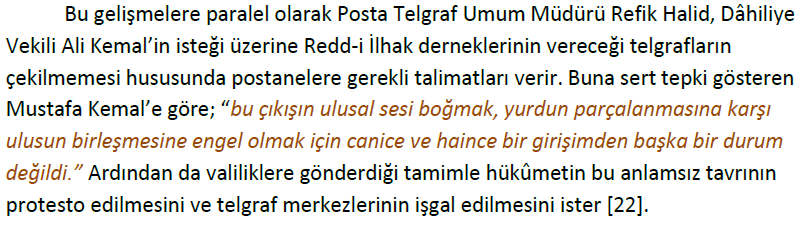 Bu gelişmelere paralel olarak Posta Telgraf Umum Müdürü Refik Halid, Dâhiliye
Vekili Ali Kemal’in isteği üzerine Redd-i İlhak derneklerinin vereceği telgrafların
çekilmemesi hususunda postanelere gerekli talimatları verir. Buna sert tepki gösteren
Mustafa Kemal’e göre; “bu çıkışın ulusal sesi boğmak, yurdun parçalanmasına karşı
ulusun birleşmesine engel olmak için canice ve haince bir girişimden başka bir durum
değildi.” Ardından da valiliklere gönderdiği tamimle hükûmetin bu anlamsız tavrının
protesto edilmesini ve telgraf merkezlerinin işgal edilmesini ister [22].